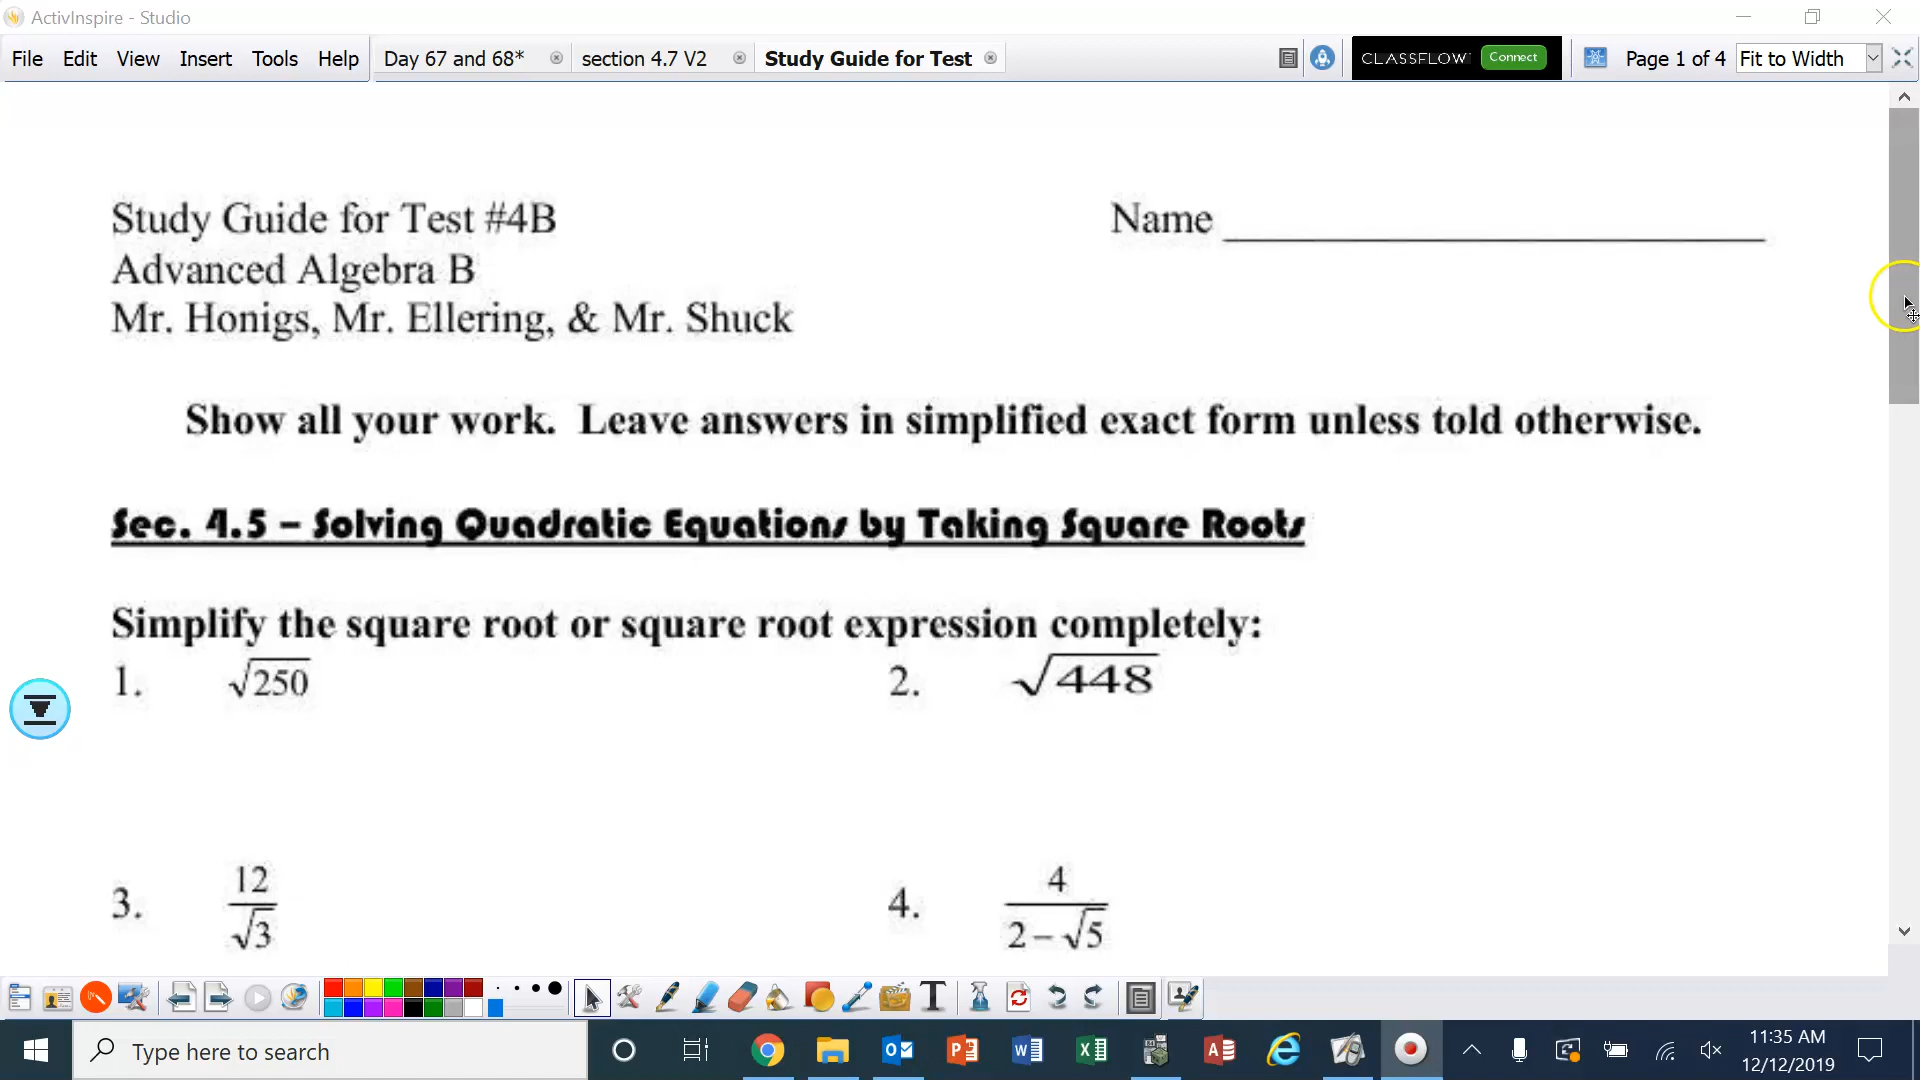 ActivInspire - Studio
File Edit View Insert Tools Help Day 67 and 68* section 4.7 V2 Study Guide for Test CLASSFLOW Connect Page 1 of 4 Fit to Width
Study Guide for Test #4B Name
Advanced Algebra B
Mr. Honigs, Mr. Ellering, & Mr. Shuck
Show all your work. Leave answers in simplified exact form unless told otherwise.
Sec. 4.5 – Solving Quadratic Equations by Taking Square Roots
Simplify the square root or square root expression completely:
1. √250 2. √448
3. 12/√3 4. 4/(2 – √5)
Type here to search
11:35 AM
12/12/2019